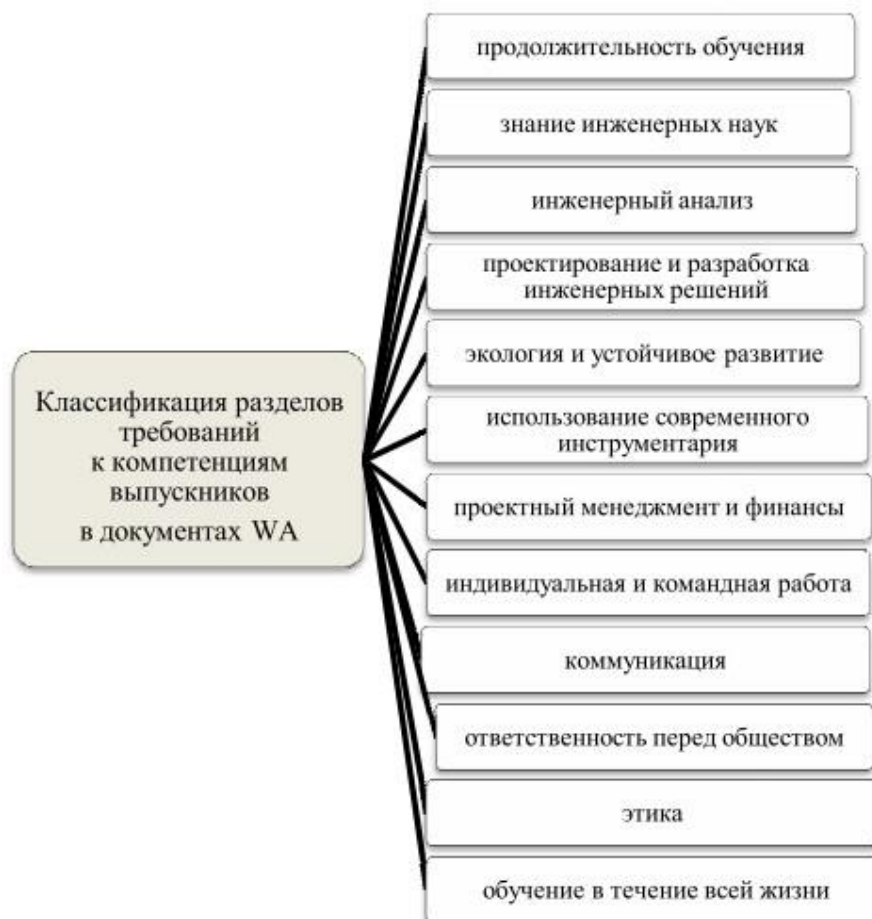 продолжительность обучения
знание инженерных наук
инженерный анализ
проектирование и разработка
инженерных решений
экология и устойчивое развитие
Классификация разделов
требований
к компетенциям
выпускников
в документах WA
использование современного
инструментария
проектный менеджмент и финансы
индивидуальная и командная работа
коммуникация
ответственность перед обществом
этика
обучение в течение всей жизни